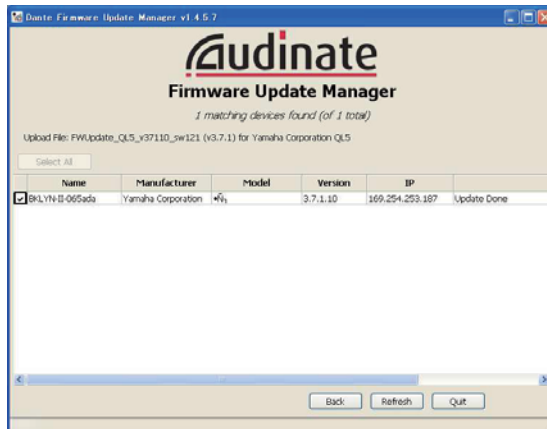 Dante Firmware Update Manager v1.4.5.7
Audinate
Firmware Update Manager
1 matching devices found (of 1 total)
Upload File: FWUpdate_QL5_v37110_sw121 (v3.7.1) for Yamaha Corporation QL5
Select All
Name Manufacturer Model Version IP
BKLYN-II-065ada Yamaha Corporation •Ñ₁ 3.7.1.10 169.254.253.187 Update Done
Back Refresh Quit